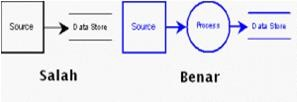 Source
Data Store
Source
Process
Data Store
Salah
Benar